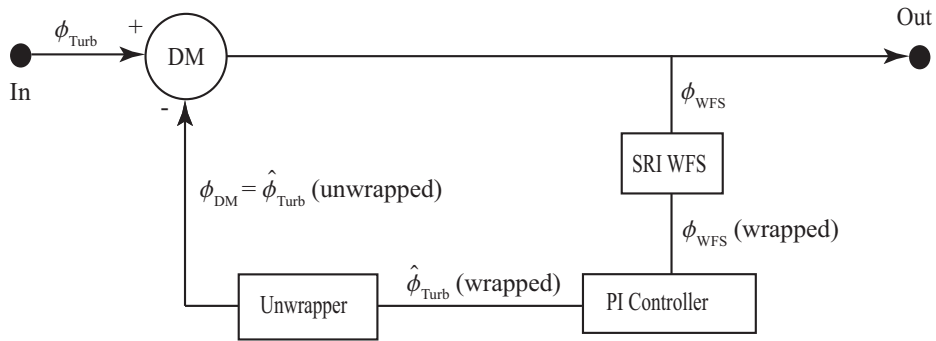 Out
ϕTurb
+
DM
In
-
ϕWFS
SRI WFS
ϕDM = ϕ̂Turb (unwrapped)
ϕWFS (wrapped)
ϕ̂Turb (wrapped)
Unwrapper
PI Controller